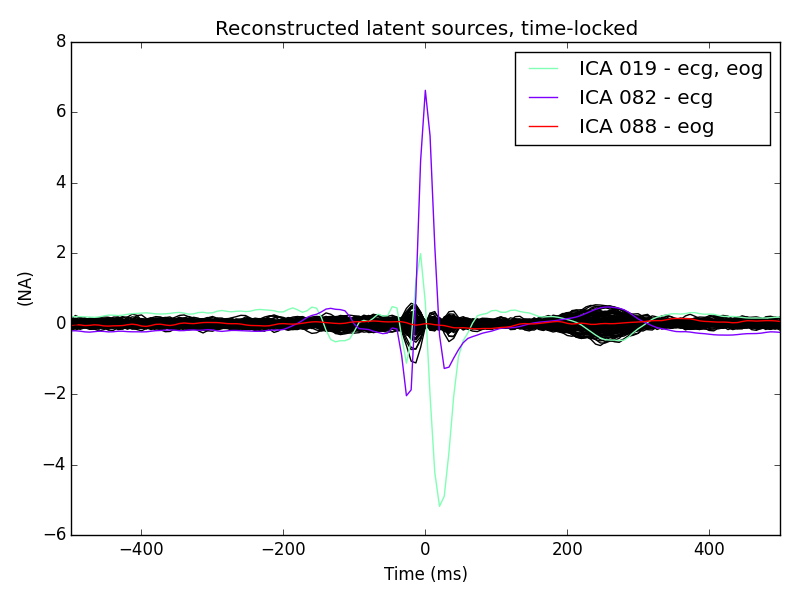 Reconstructed latent sources, time-locked
ICA 019 - ecg, eog
ICA 082 - ecg
ICA 088 - eog
8
6
4
2
0
−2
−4
−6
(NA)
−400 −200 0 200 400
Time (ms)